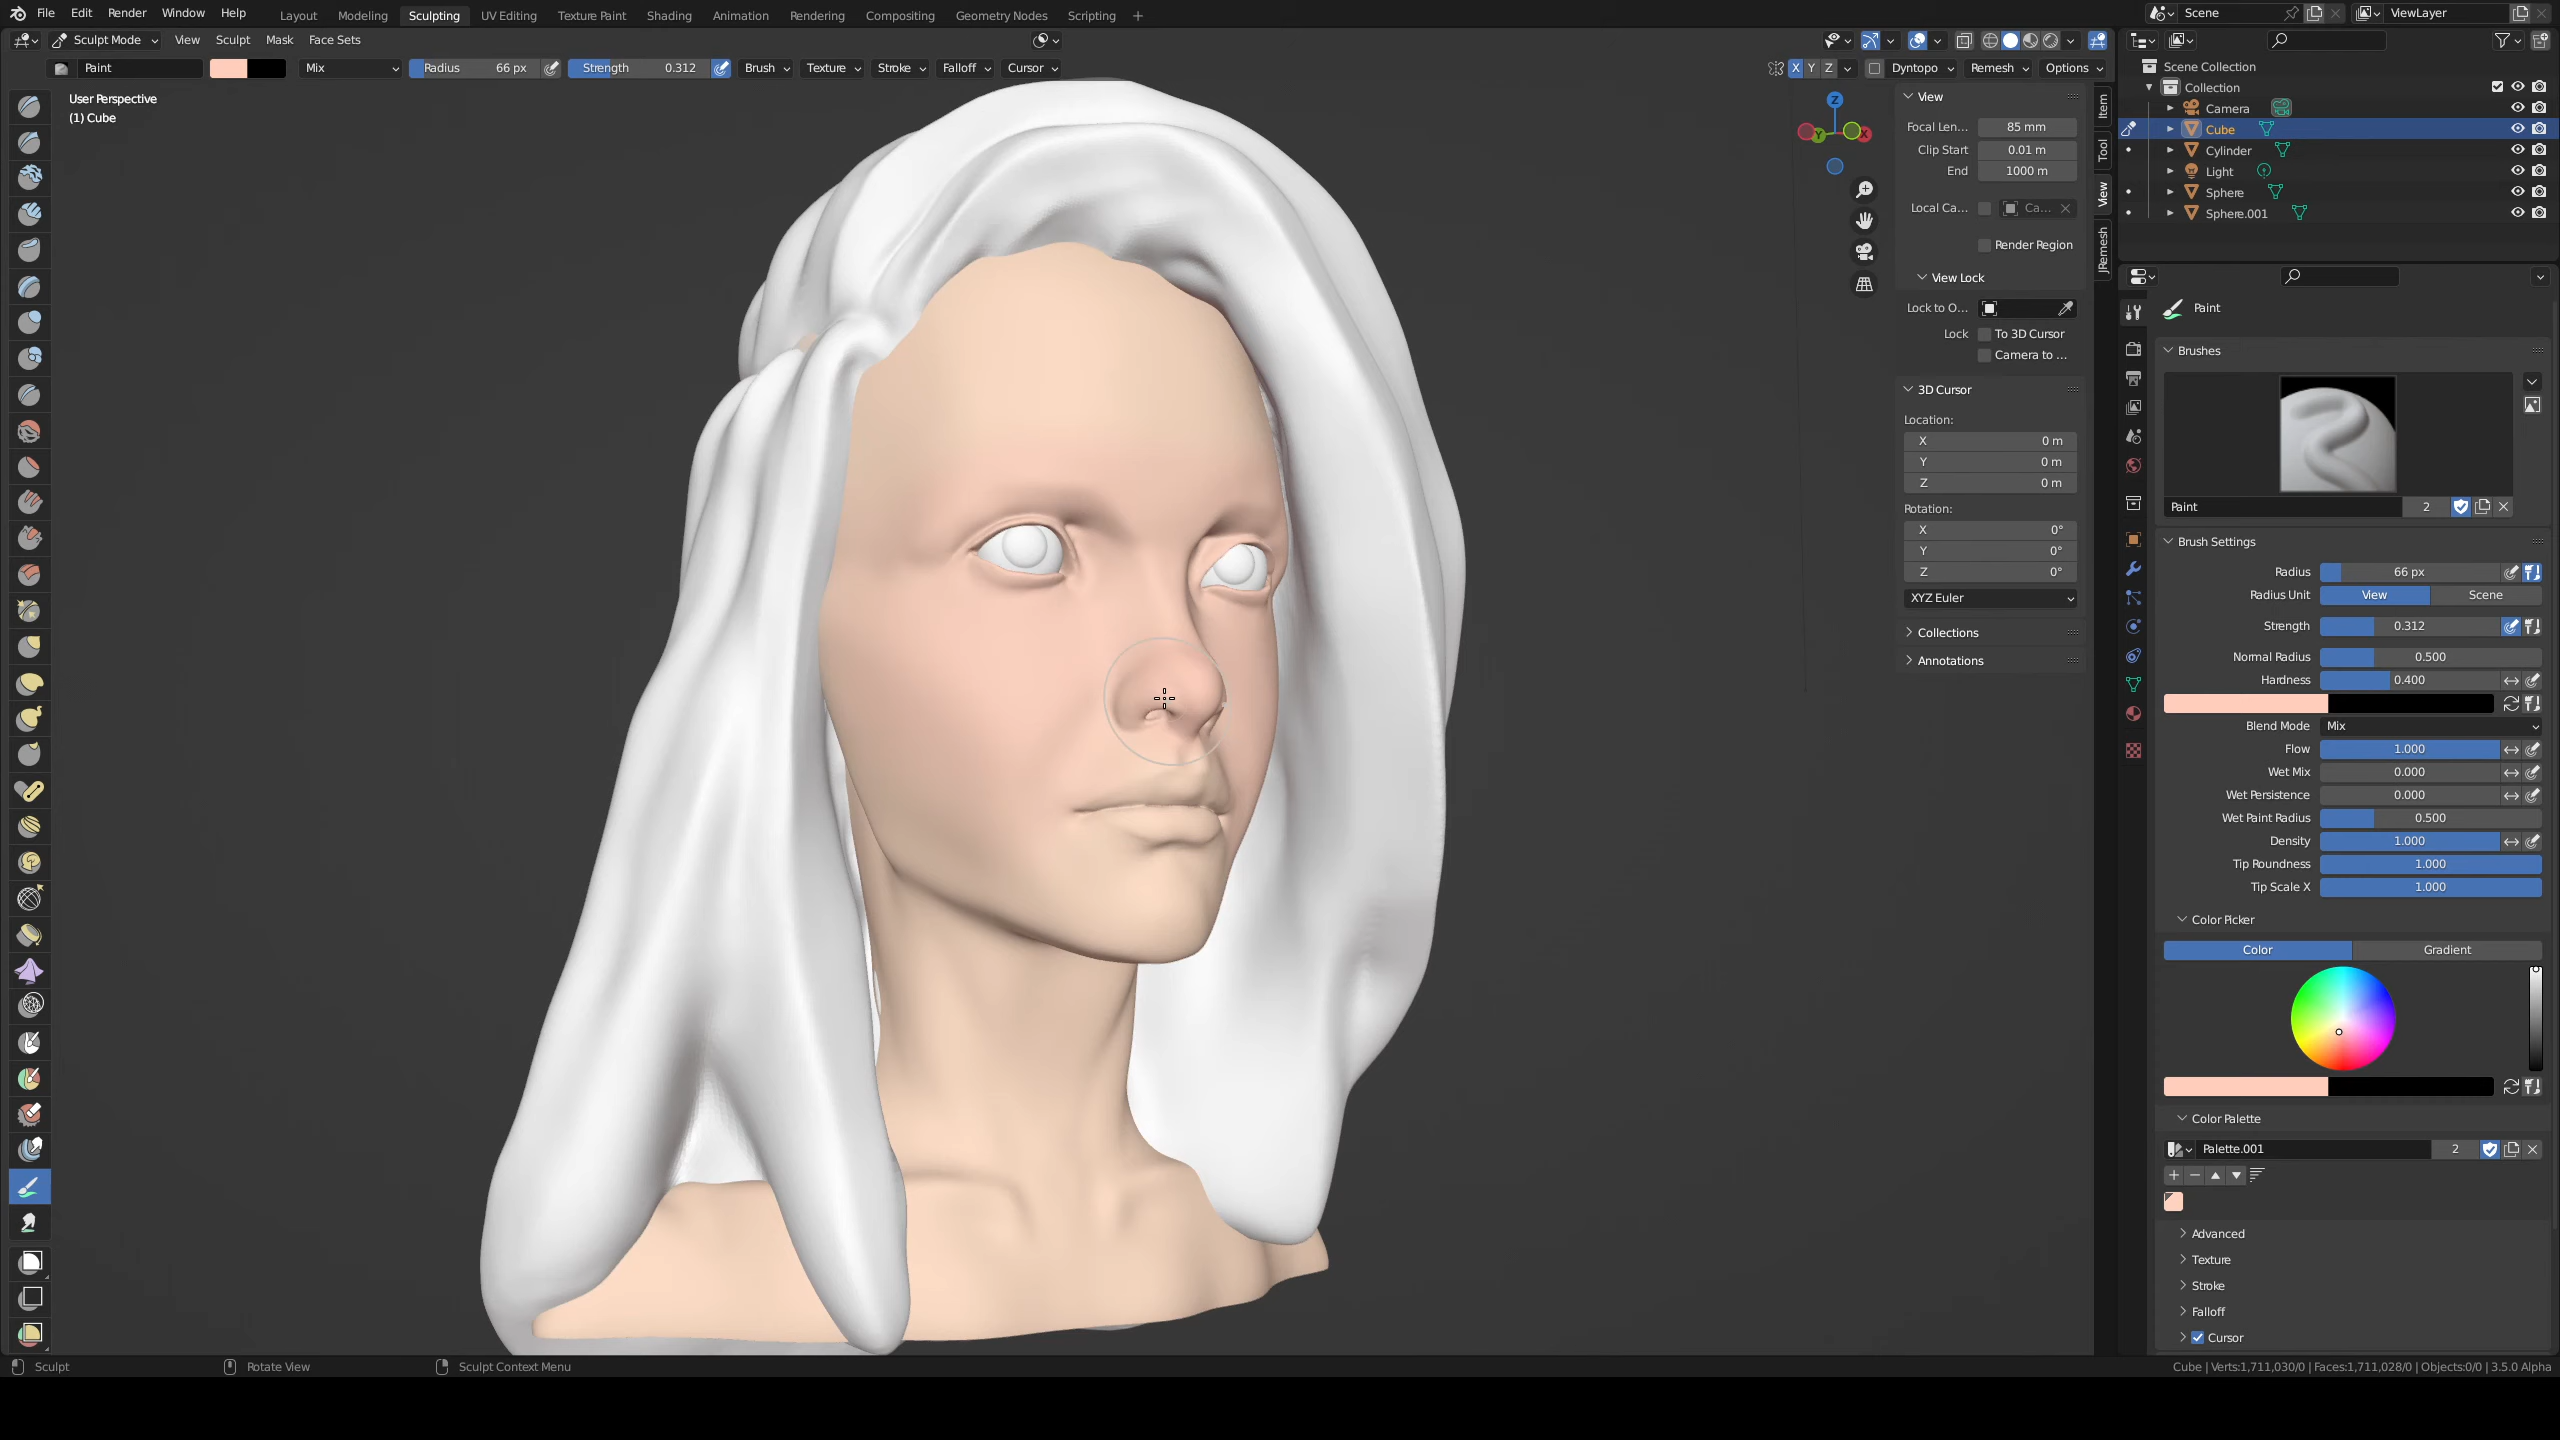 File Edit Render Window Help Layout Modeling Sculpting UV Editing Texture Paint Shading Animation Rendering Compositing Geometry Nodes Scripting + Scene ViewLayer
Sculpt Mode View Sculpt Mask Face Sets
Paint Mix Radius 66 px Strength 0.312 Brush Texture Stroke Falloff Cursor X Y Z Dyntopo Remesh Options
User Perspective
(1) Cube
Z
Y
X
View
Focal Len... 85 mm
Clip Start 0.01 m
End 1000 m
Local Ca... Ca...
Render Region
View Lock
Lock to O...
Lock To 3D Cursor
Camera to ...
3D Cursor
Location:
X 0 m
Y 0 m
Z 0 m
Rotation:
X 0°
Y 0°
Z 0°
XYZ Euler
Collections
Annotations
Item
Tool
View
JRemesh
Scene Collection
Collection
Camera
Cube
Cylinder
Light
Sphere
Sphere.001
Paint
Brushes
Paint 2
Brush Settings
Radius 66 px
Radius Unit View Scene
Strength 0.312
Normal Radius 0.500
Hardness 0.400
Blend Mode Mix
Flow 1.000
Wet Mix 0.000
Wet Persistence 0.000
Wet Paint Radius 0.500
Density 1.000
Tip Roundness 1.000
Tip Scale X 1.000
Color Picker
Color Gradient
Color Palette
Palette.001 2
Advanced
Texture
Stroke
Falloff
Cursor
Sculpt Rotate View Sculpt Context Menu Cube | Verts:1,711,030/0 | Faces:1,711,028/0 | Objects:0/0 | 3.5.0 Alpha